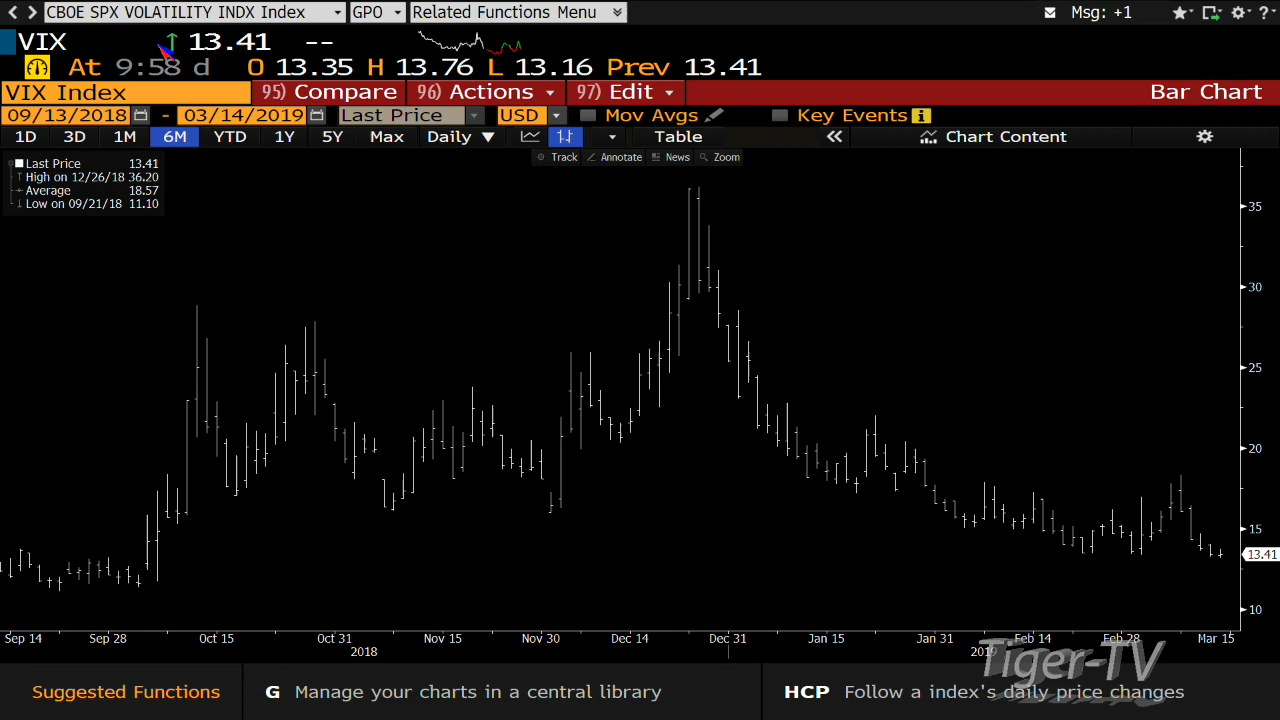 CBOE SPX VOLATILITY INDX Index GPO Related Functions Menu Msg: +1 ?
VIX 13.41 --
At 9:58 d O 13.35 H 13.76 L 13.16 Prev 13.41
VIX Index 95) Compare 96) Actions 97) Edit Bar Chart
09/13/2018 - 03/14/2019 Last Price USD Mov Avgs Key Events i
1D 3D 1M 6M YTD 1Y 5Y Max Daily Table Chart Content
Track Annotate News Zoom
Last Price 13.41
High on 12/26/18 36.20
Average 18.57
Low on 09/21/18 11.10
35
30
25
20
15
13.41
10
Sep 14 Sep 28 Oct 15 Oct 31 Nov 15 Nov 30 Dec 14 Dec 31 Jan 15 Jan 31 Feb 14 Feb 28 Mar 15
2018 2019
Tiger-TV
Suggested Functions G Manage your charts in a central library HCP Follow a index's daily price changes